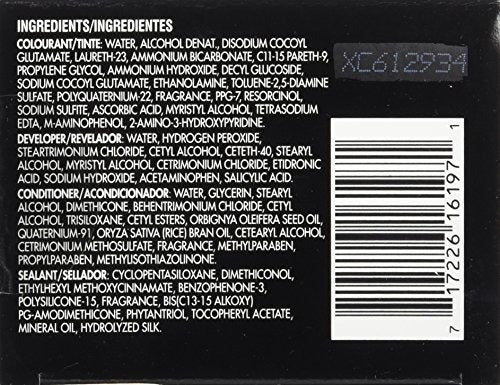 INGREDIENTS/INGREDIENTES
COLOURANT/TINTE: WATER, ALCOHOL DENAT., DISODIUM COCOYL
GLUTAMATE, LAURETH-23, AMMONIUM BICARBONATE, C11-15 PARETH-9,
PROPYLENE GLYCOL, AMMONIUM HYDROXIDE, DECYL GLUCOSIDE,
SODIUM COCOYL GLUTAMATE, ETHANOLAMINE, TOLUENE-2,5-DIAMINE
SULFATE, POLYQUATERNIUM-22, FRAGRANCE, PPG-7, RESORCINOL,
SODIUM SULFITE, ASCORBIC ACID, MYRISTYL ALCOHOL, TETRASODIUM
EDTA, M-AMINOPHENOL, 2-AMINO-3-HYDROXYPYRIDINE.
DEVELOPER/REVELADOR: WATER, HYDROGEN PEROXIDE,
STEARTRIMONIUM CHLORIDE, CETYL ALCOHOL, CETETH-40, STEARYL
ALCOHOL, MYRISTYL ALCOHOL, CETRIMONIUM CHLORIDE, ETIDRONIC
ACID, SODIUM HYDROXIDE, ACETAMINOPHEN, SALICYLIC ACID.
CONDITIONER/ACONDICIONADOR: WATER, GLYCERIN, STEARYL
ALCOHOL, DIMETHICONE, BEHENTRIMONIUM CHLORIDE, CETYL
ALCOHOL, TRISILOXANE, CETYL ESTERS, ORBIGNYA OLEIFERA SEED OIL,
QUATERNIUM-91, ORYZA SATIVA (RICE) BRAN OIL, CETEARYL ALCOHOL,
CETRIMONIUM METHOSULFATE, FRAGRANCE, METHYLPARABEN,
PROPYLPARABEN, METHYLISOTHIAZOLINONE.
SEALANT/SELLADOR: CYCLOPENTASILOXANE, DIMETHICONOL,
ETHYLHEXYL METHOXYCINNAMATE, BENZOPHENONE-3,
POLYSILICONE-15, FRAGRANCE, BIS(C13-15 ALKOXY)
PG-AMODIMETHICONE, PHYTANTRIOL, TOCOPHERYL ACETATE,
MINERAL OIL, HYDROLYZED SILK.
XC612934
7 17226 16197 1